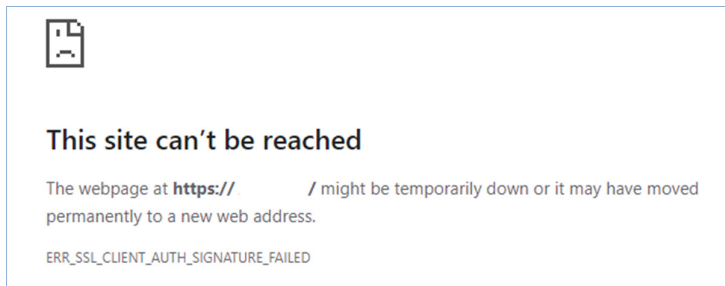 This site can’t be reached
The webpage at https:// / might be temporarily down or it may have moved
permanently to a new web address.
ERR_SSL_CLIENT_AUTH_SIGNATURE_FAILED